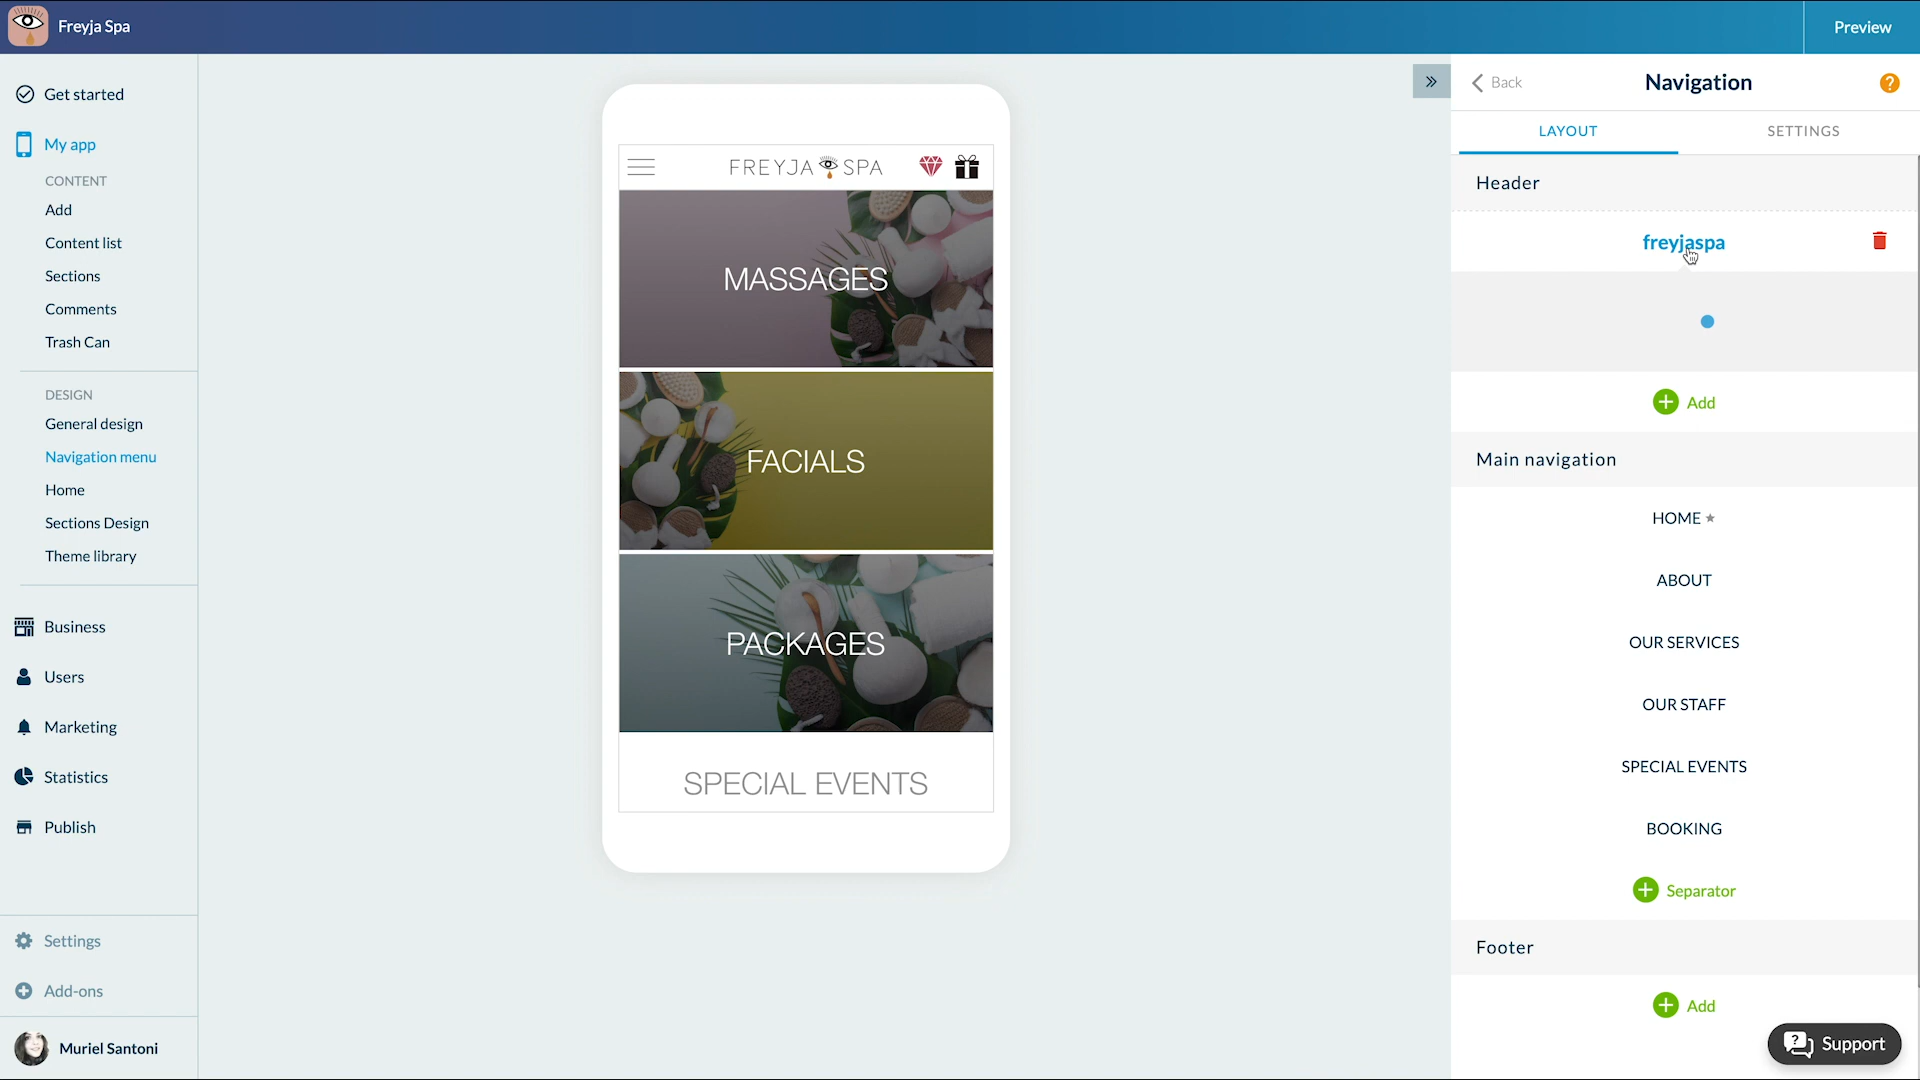 Freyja Spa
Preview
Get started
My app
CONTENT
Add
Content list
Sections
Comments
Trash Can
DESIGN
General design
Navigation menu
Home
Sections Design
Theme library
Business
Users
Marketing
Statistics
Publish
Settings
Add-ons
Muriel Santoni
FREYJA SPA
MASSAGES
FACIALS
PACKAGES
SPECIAL EVENTS
Back
Navigation
?
LAYOUT
SETTINGS
Header
freyjaspa
Add
Main navigation
HOME
ABOUT
OUR SERVICES
OUR STAFF
SPECIAL EVENTS
BOOKING
Separator
Footer
Add
Support